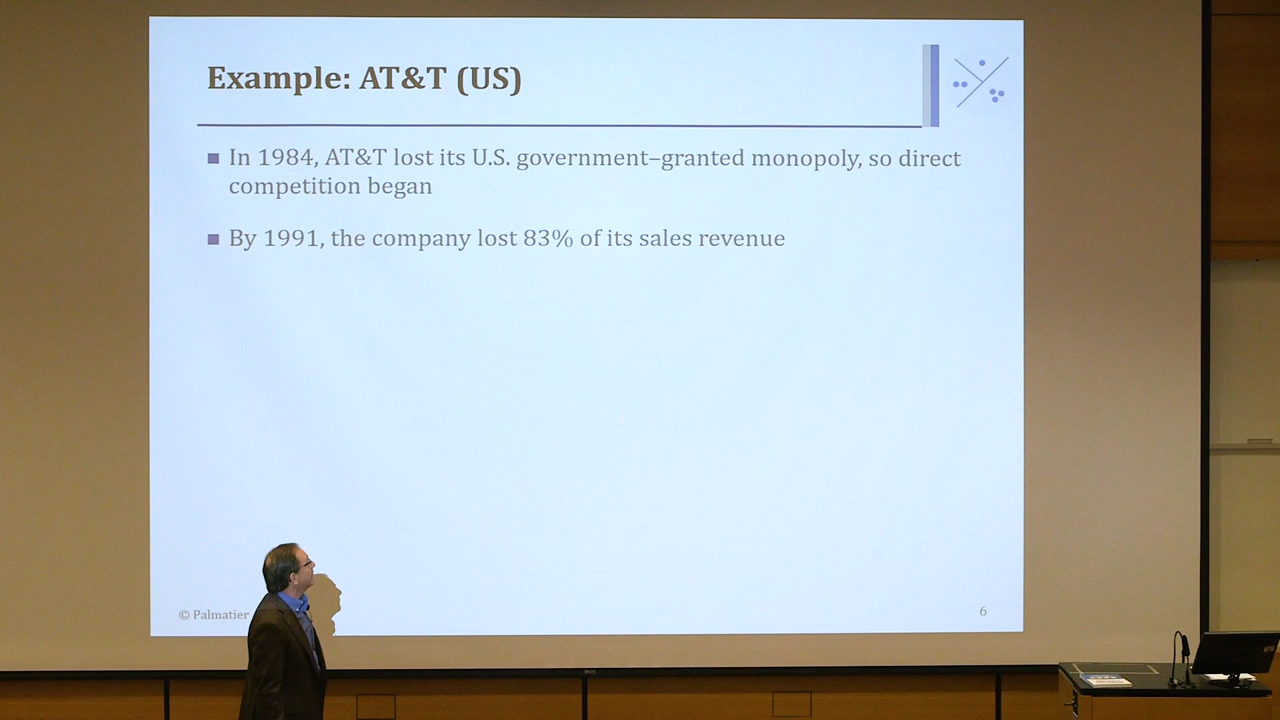 Example: AT&T (US)
In 1984, AT&T lost its U.S. government–granted monopoly, so direct
competition began
By 1991, the company lost 83% of its sales revenue
© Palmatier
6